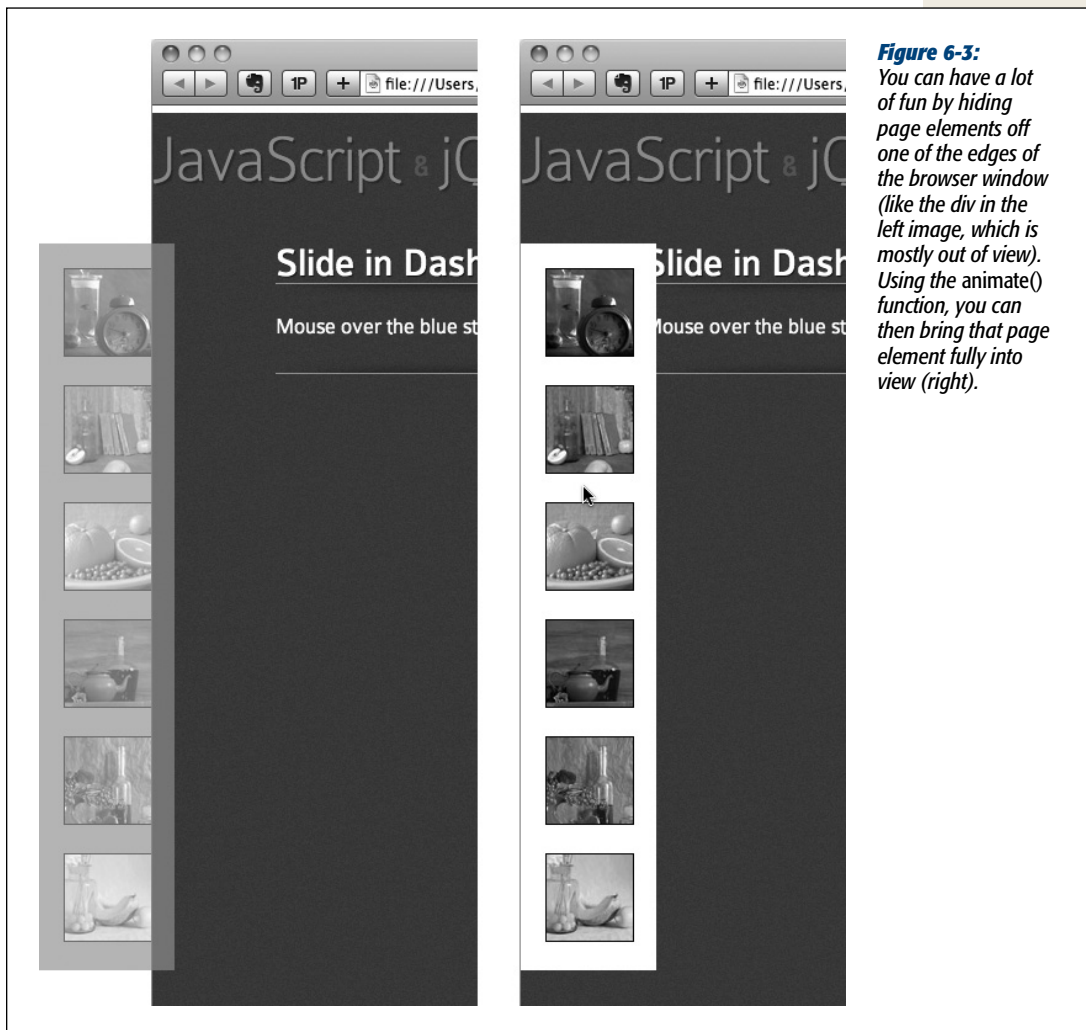 1P
+
file:///Users,
JavaScript & jQ
Slide in Dash
Mouse over the blue st
1P
+
file:///Users,
JavaScript & jQ
Slide in Dash
Mouse over the blue st
Figure 6-3:
You can have a lot
of fun by hiding
page elements off
one of the edges of
the browser window
(like the div in the
left image, which is
mostly out of view).
Using the animate()
function, you can
then bring that page
element fully into
view (right).